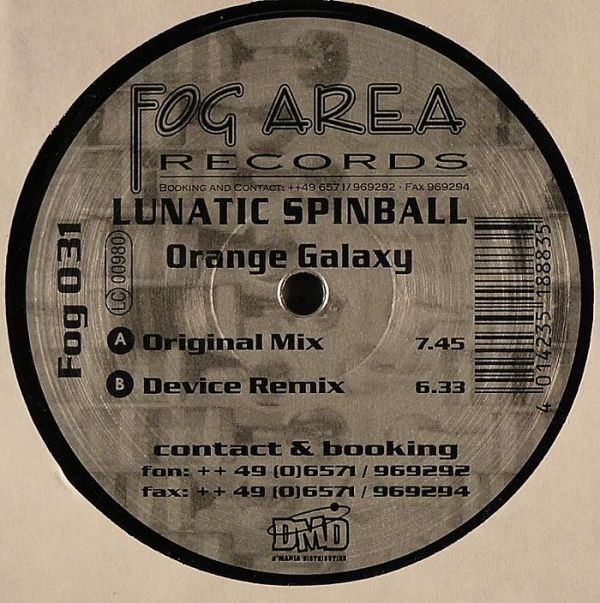 FOG AREA
RECORDS
BOOKING AND CONTACT: ++49 6571/969292 · FAX 969294
LUNATIC SPINBALL
Orange Galaxy
Fog 031
LC 00980
A Original Mix 7.45
B Device Remix 6.33
4 014235 188835
contact & booking
fon: ++ 49 (0)6571 / 969292
fax: ++ 49 (0)6571 / 969294
DMD
D'MANIA DISTRIBUTION